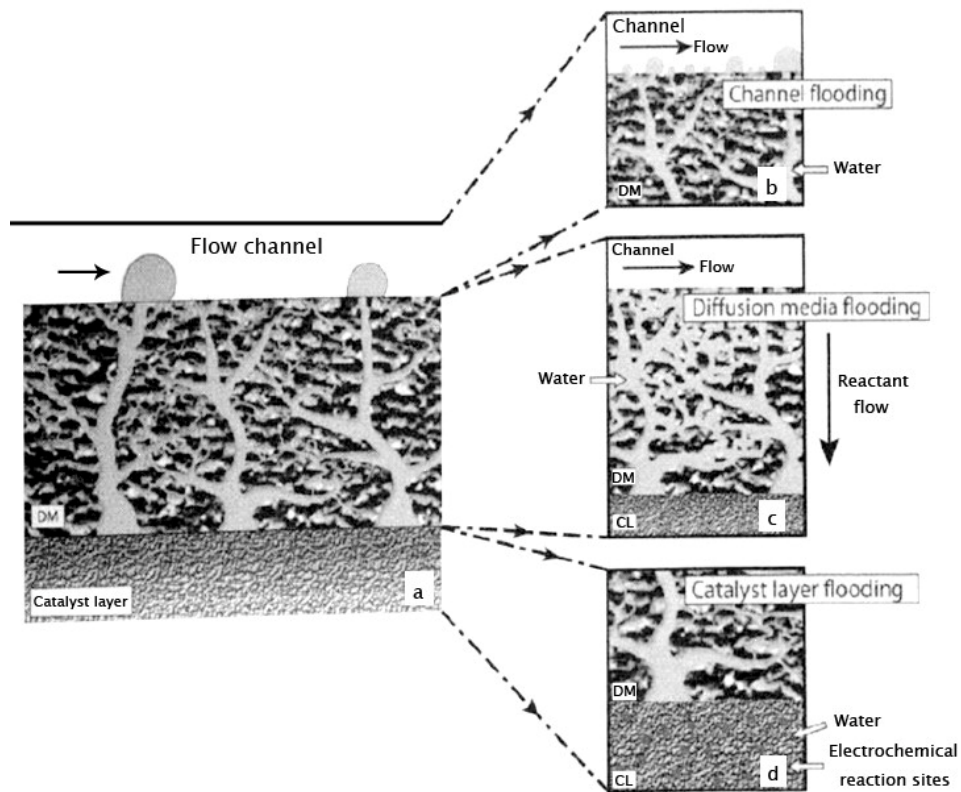 Flow channel
DM
Catalyst layer
a
Channel
Flow
Channel flooding
Water
DM
b
Channel
Flow
Diffusion media flooding
Water
Reactant
flow
DM
CL
c
Catalyst layer flooding
DM
Water
Electrochemical
reaction sites
CL
d